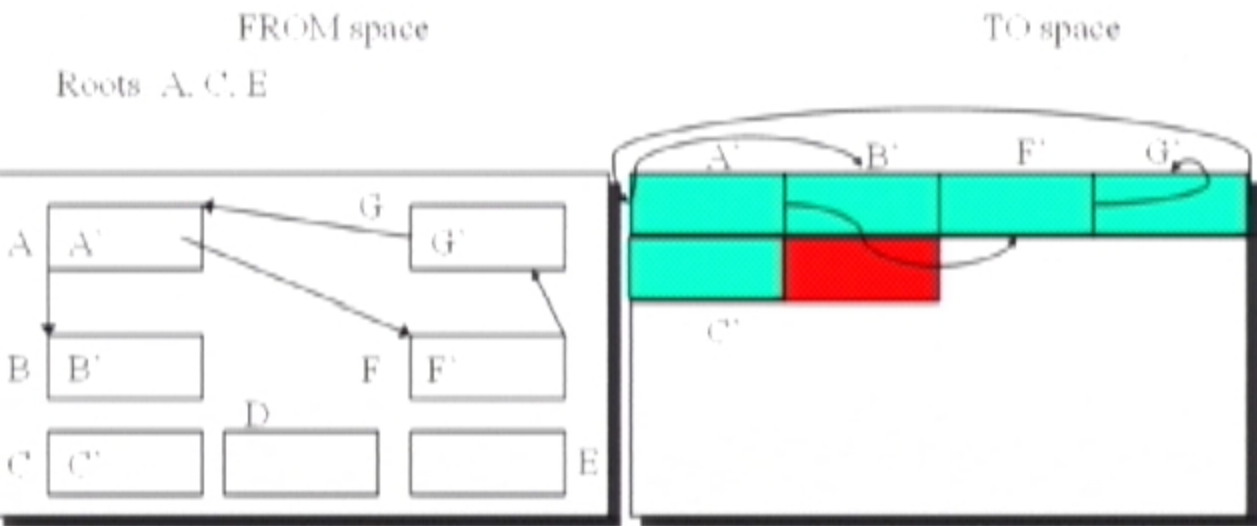 FROM space
TO space
Roots A, C, E
A' B' F' G'
G
A A' G'
B B' F F'
C'
D
C C' E